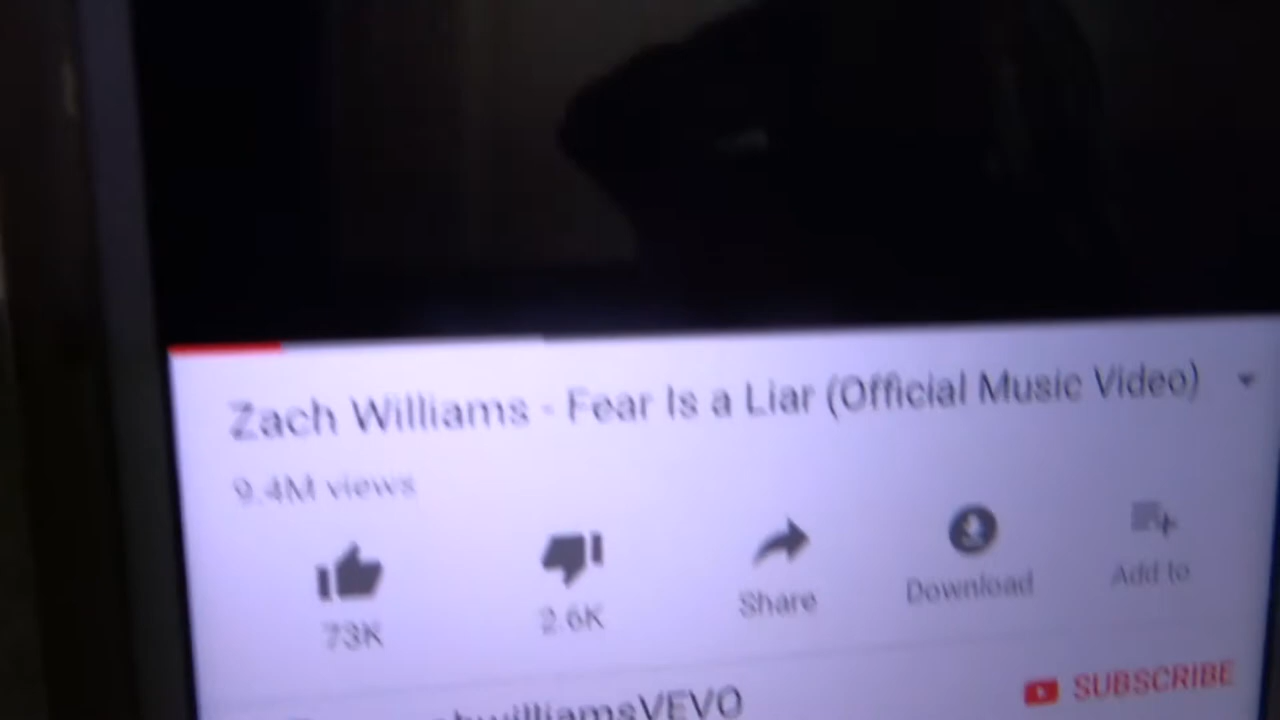 Zach Williams - Fear Is a Liar (Official Music Video)
9.4M views
73K
2.6K
Share
Download
Add to
SUBSCRIBE